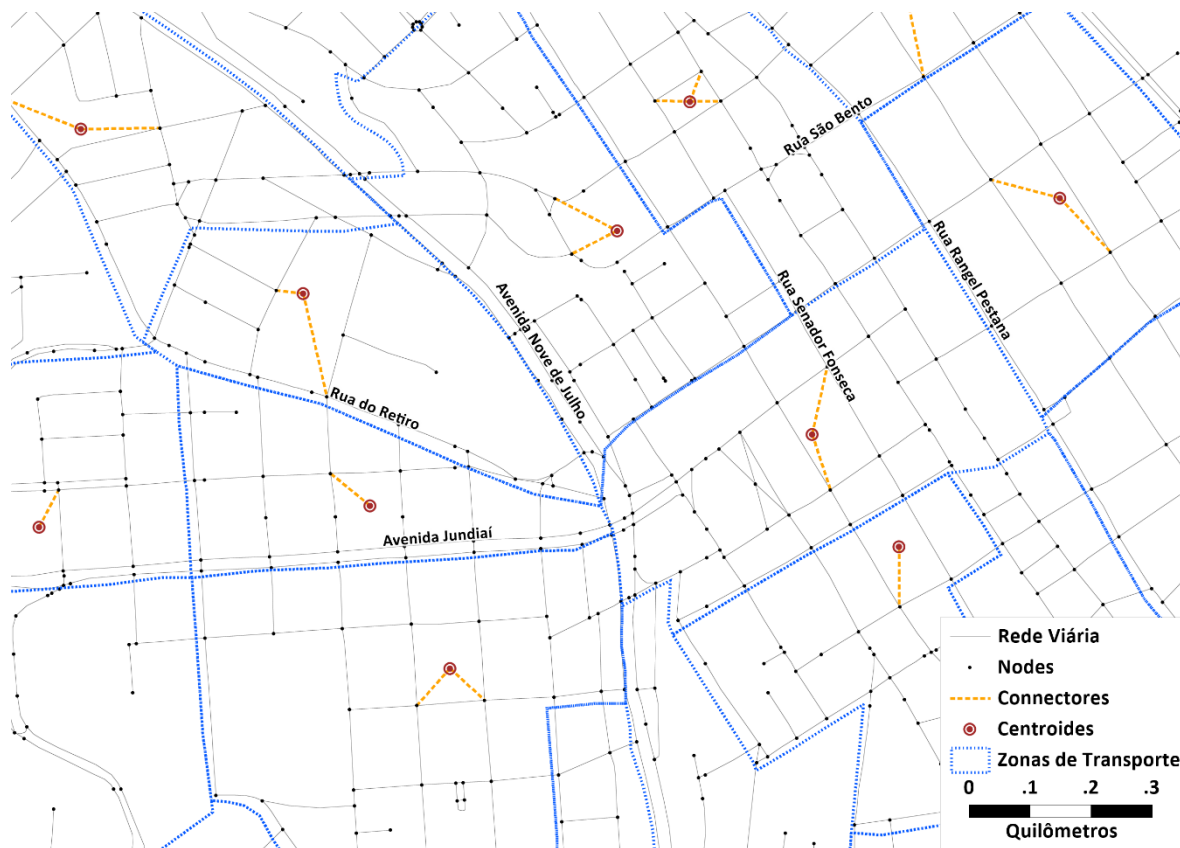 Rua São Bento
Rua Rangel Pestana
Rua Senador Fonseca
Avenida Nove de Julho
Rua do Retiro
Avenida Jundiaí
Rede Viária
Nodes
Connectores
Centroides
Zonas de Transporte
0 .1 .2 .3
Quilômetros